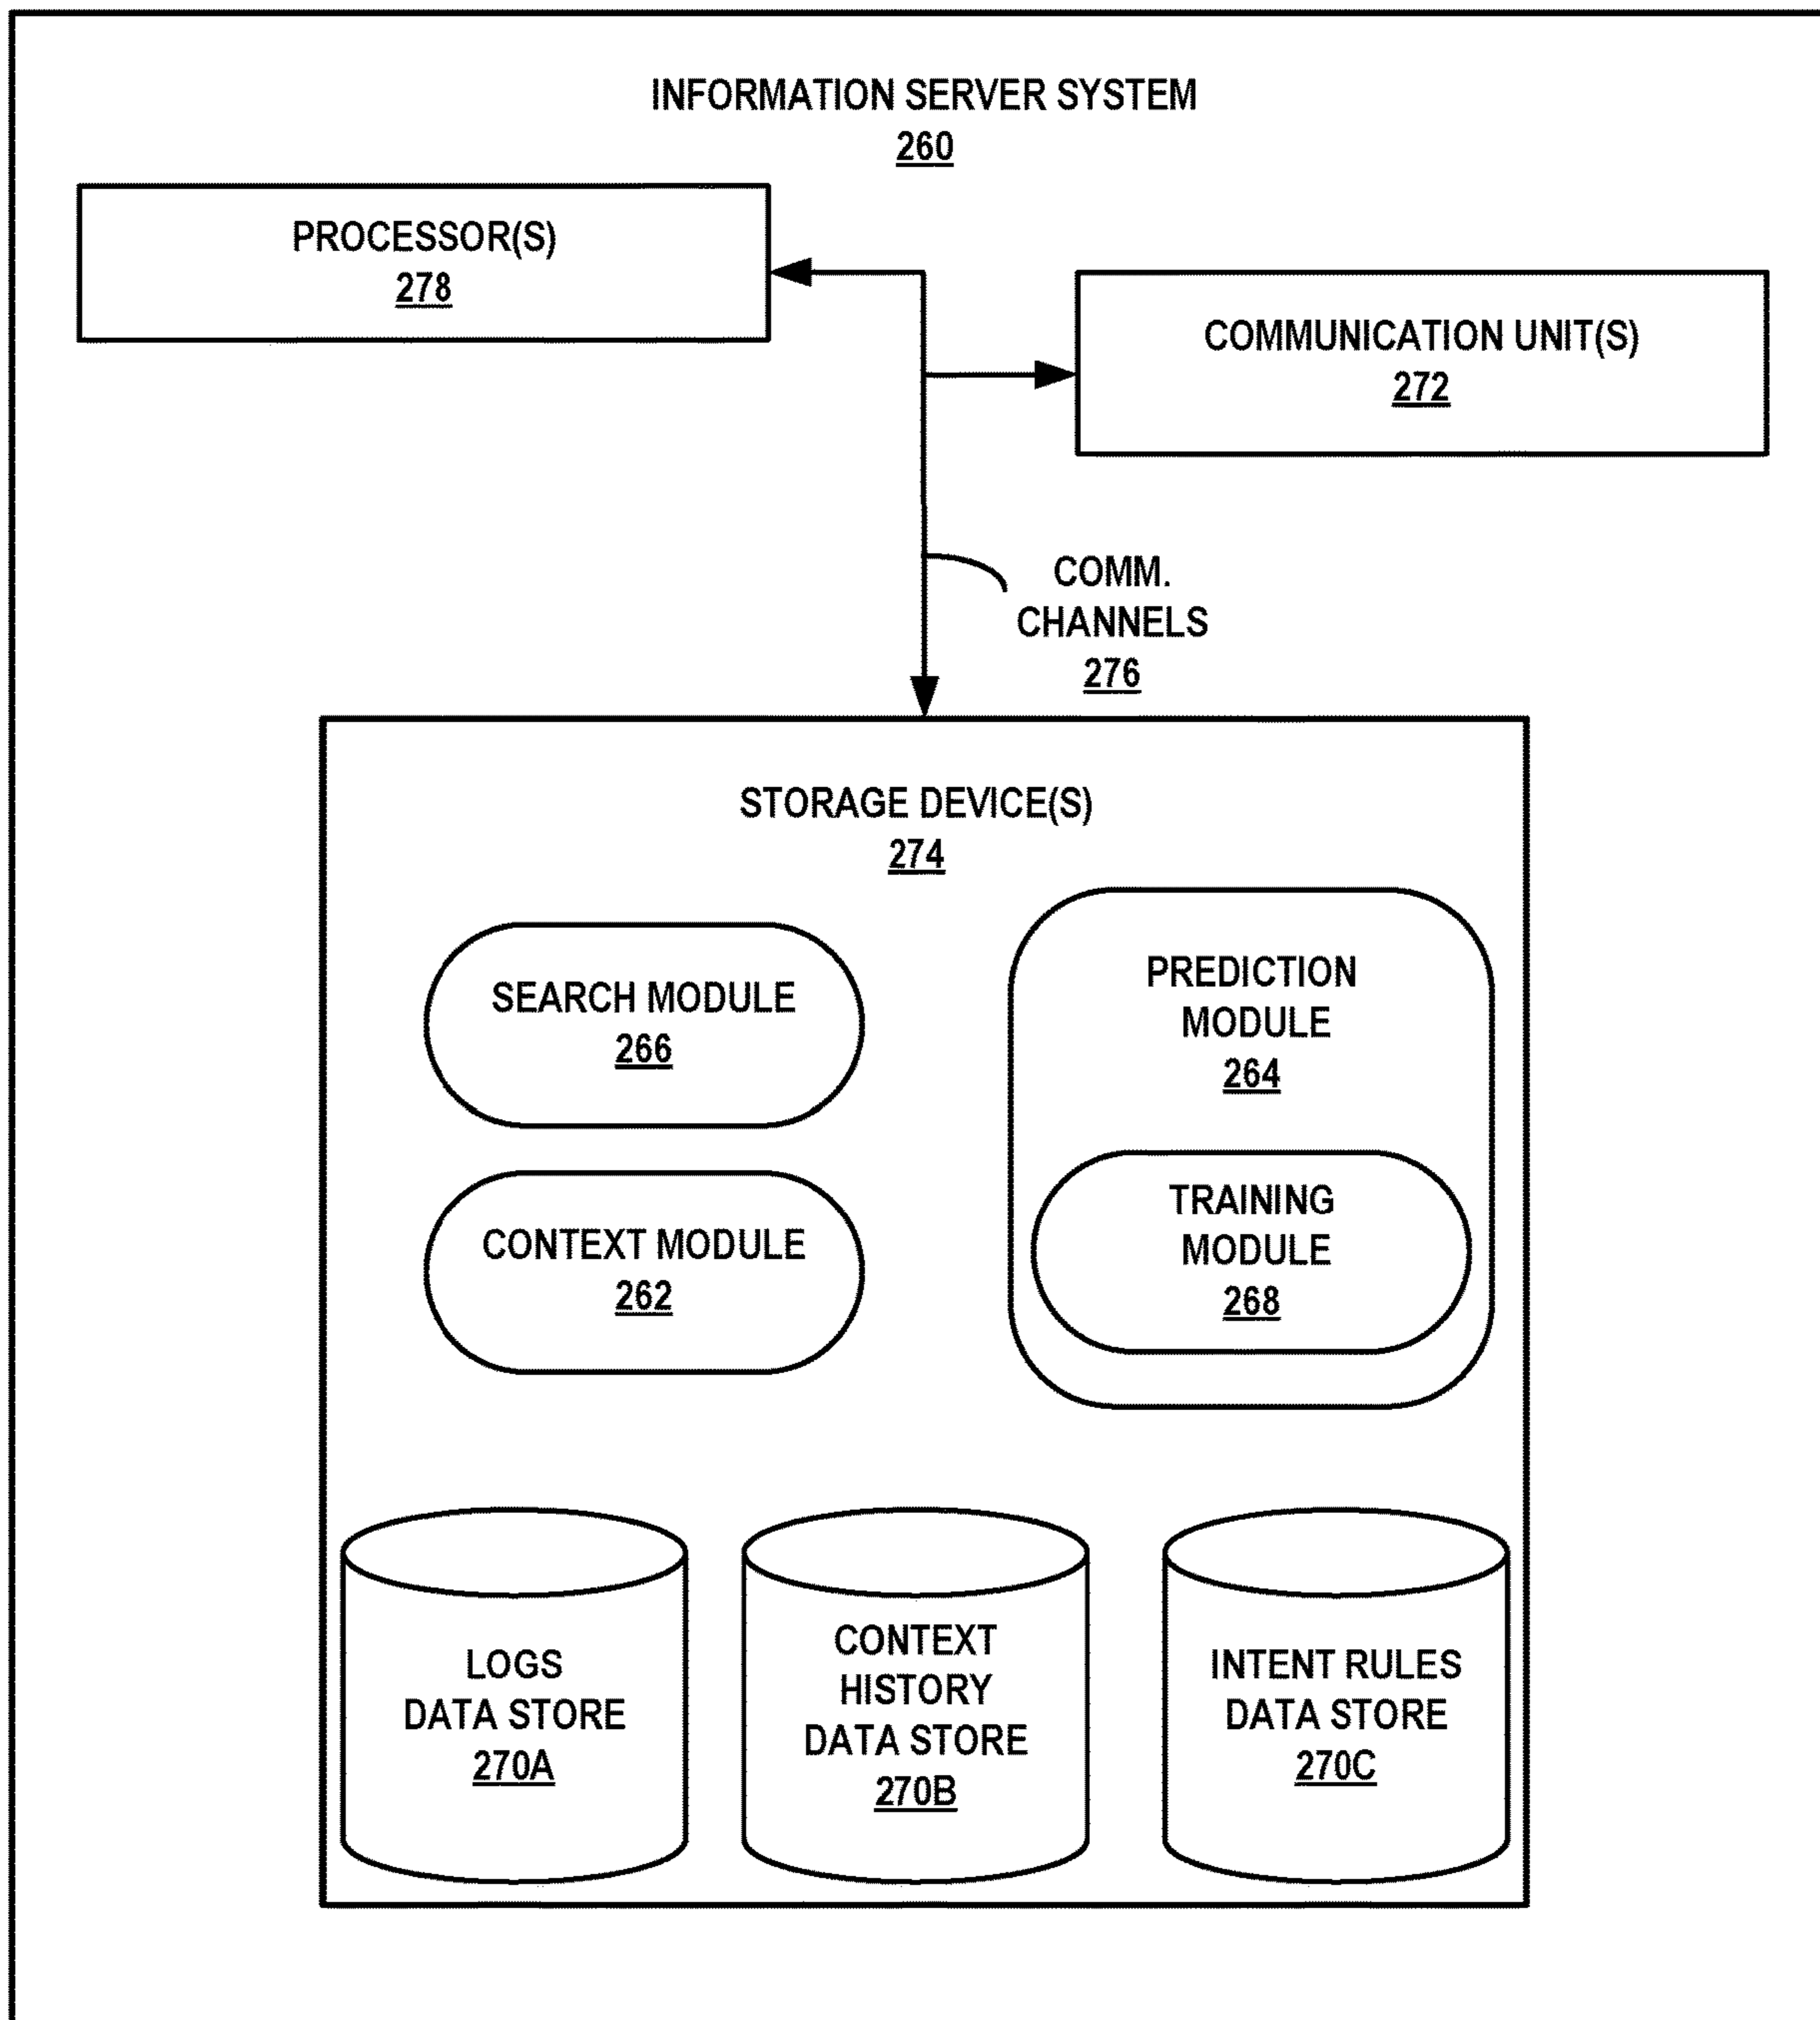 INFORMATION SERVER SYSTEM
260
PROCESSOR(S)
278
COMMUNICATION UNIT(S)
272
COMM.
CHANNELS
276
STORAGE DEVICE(S)
274
SEARCH MODULE
266
PREDICTION
MODULE
264
CONTEXT MODULE
262
TRAINING
MODULE
268
LOGS
DATA STORE
270A
CONTEXT
HISTORY
DATA STORE
270B
INTENT RULES
DATA STORE
270C